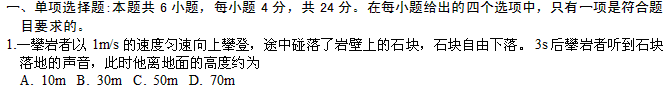 一、单项选择题:本题共 6 小题，每小题 4 分，共 24 分。在每小题给出的四个选项中，只有一项是符合题
目要求的。
1.一攀岩者以 1m/s 的速度匀速向上攀登，途中碰落了岩壁上的石块，石块自由下落。3s后攀岩者听到石块
落地的声音，此时他离地面的高度约为
A. 10m B. 30m C. 50m D. 70m